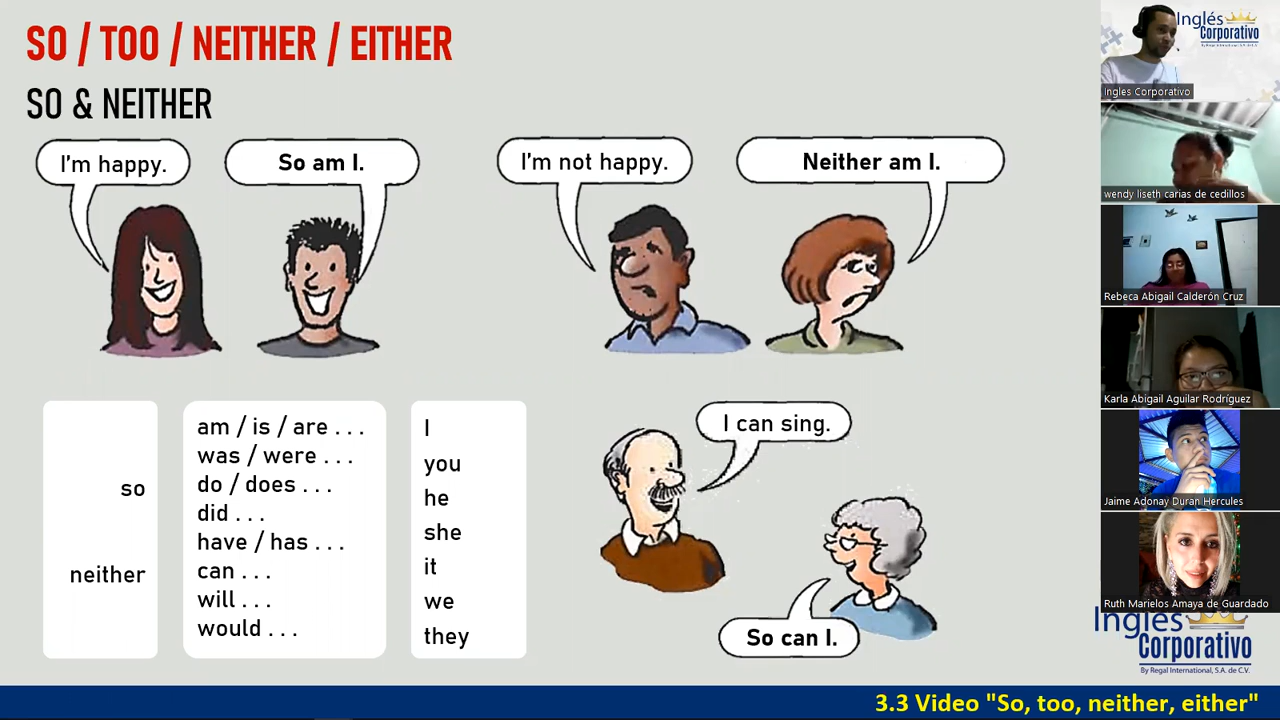 SO / TOO / NEITHER / EITHER
SO & NEITHER
I'm happy.
So am I.
I'm not happy.
Neither am I.
so
neither
am / is / are . . .
was / were . . .
do / does . . .
did . . .
have / has . . .
can . . .
will . . .
would . . .
I
you
he
she
it
we
they
I can sing.
So can I.
Inglés
Corporativo
By Regal International, S.A. de C.V.
Ingles Corporativo
wendy liseth carias de cedillos
Rebeca Abigail Calderón Cruz
Karla Abigail Aguilar Rodríguez
Jaime Adonay Duran Hercules
Ruth Marielos Amaya de Guardado
Inglés
Corporativo
By Regal International, S.A. de C.V.
3.3 Video "So, too, neither, either"